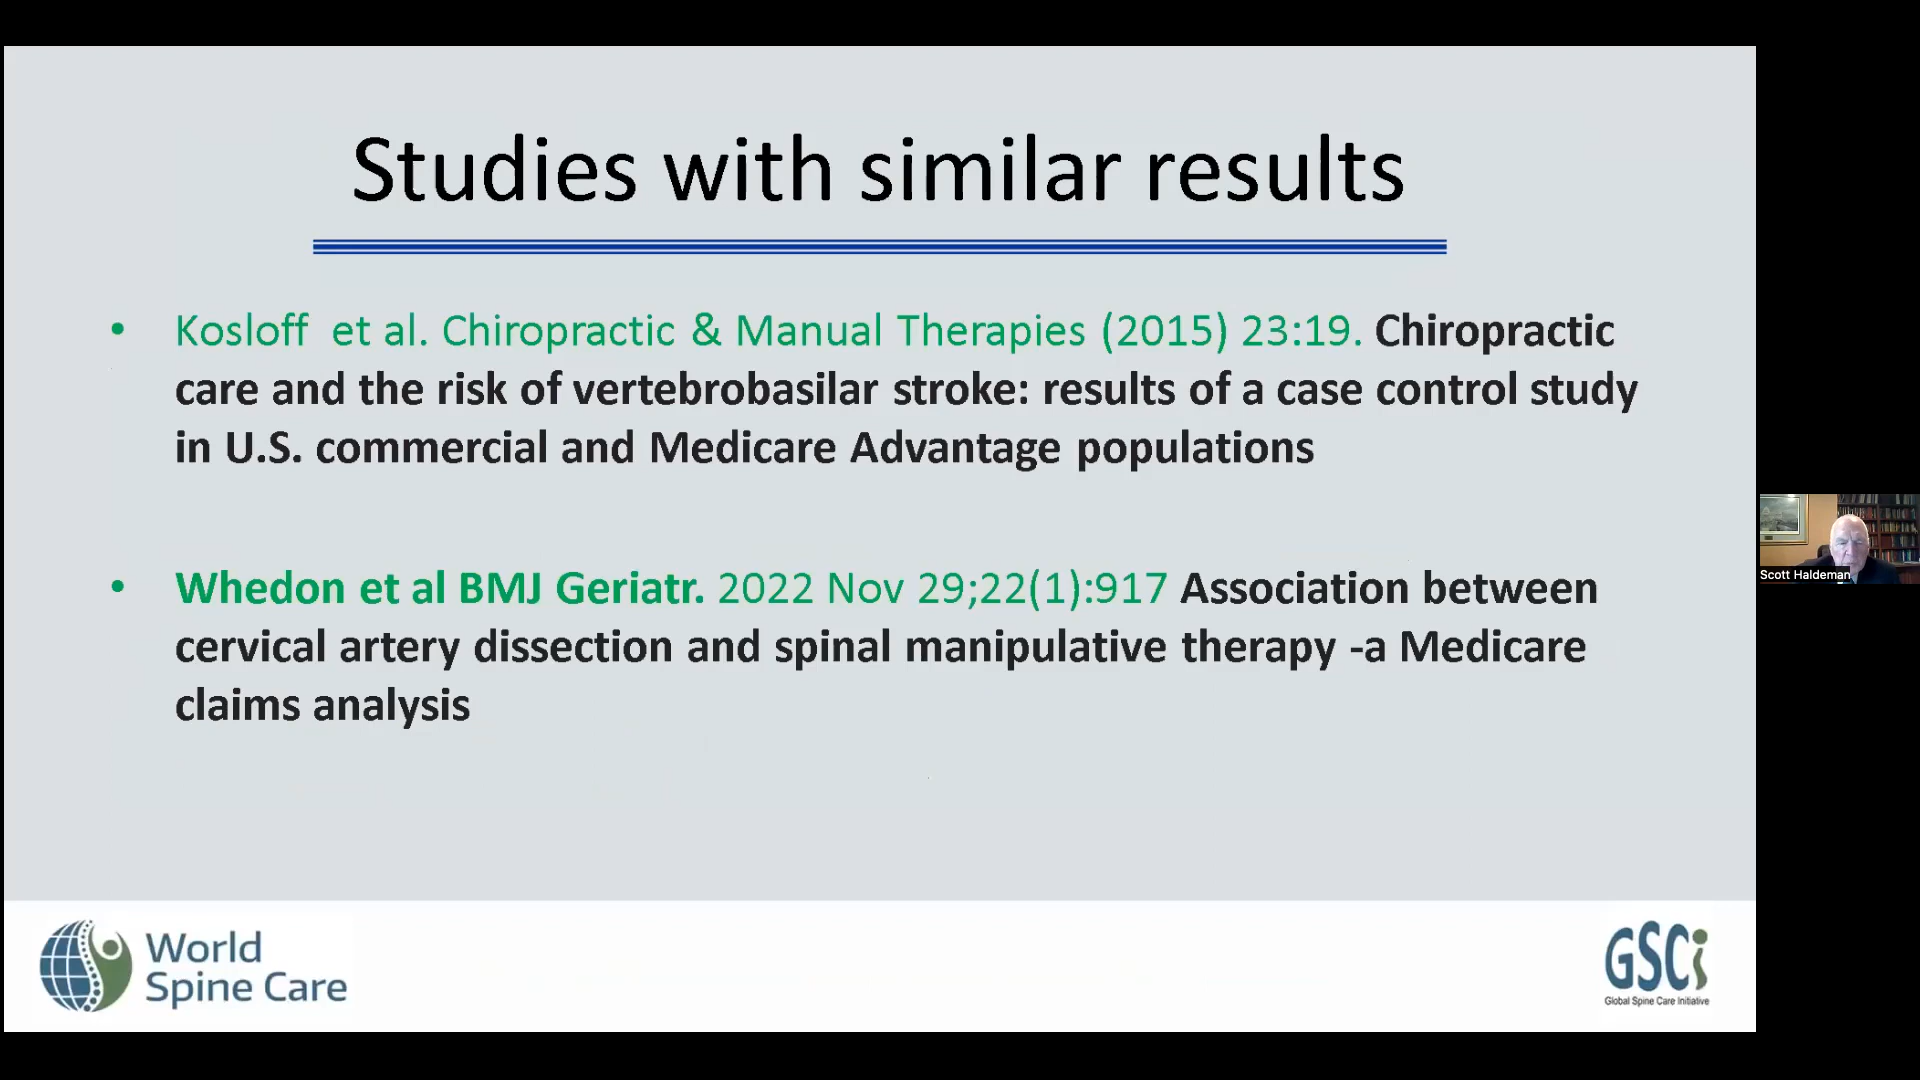 Studies with similar results
• Kosloff et al. Chiropractic & Manual Therapies (2015) 23:19. Chiropractic
care and the risk of vertebrobasilar stroke: results of a case control study
in U.S. commercial and Medicare Advantage populations
• Whedon et al BMJ Geriatr. 2022 Nov 29;22(1):917 Association between
cervical artery dissection and spinal manipulative therapy -a Medicare
claims analysis
Scott Haldeman
World
Spine Care
GSCi
Global Spine Care Initiative